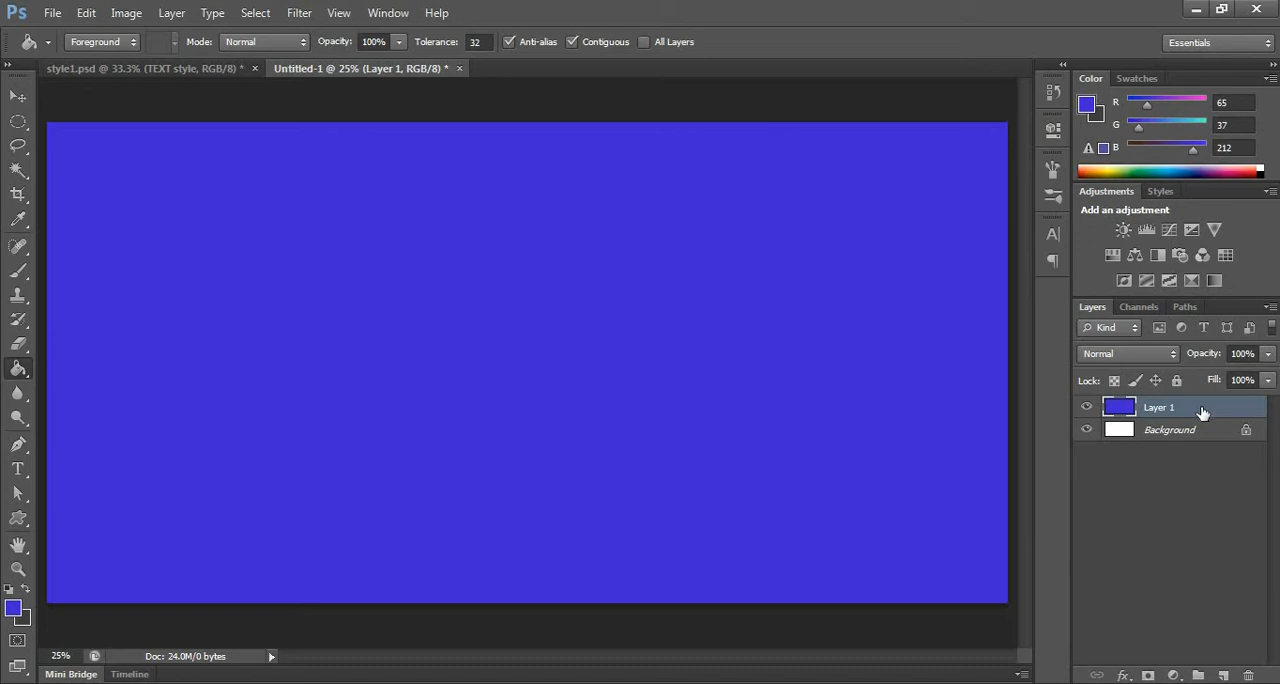 Ps File Edit Image Layer Type Select Filter View Window Help
Foreground Mode: Normal Opacity: 100% Tolerance: 32 Anti-alias Contiguous All Layers Essentials
style1.psd @ 33.3% (TEXT style, RGB/8) * × Untitled-1 @ 25% (Layer 1, RGB/8) * ×
Color Swatches
R 65
G 37
B 212
Adjustments Styles
Add an adjustment
Layers Channels Paths
Kind
Normal Opacity: 100%
Lock: Fill: 100%
Layer 1
Background
25% Doc: 24.0M/0 bytes
Mini Bridge Timeline